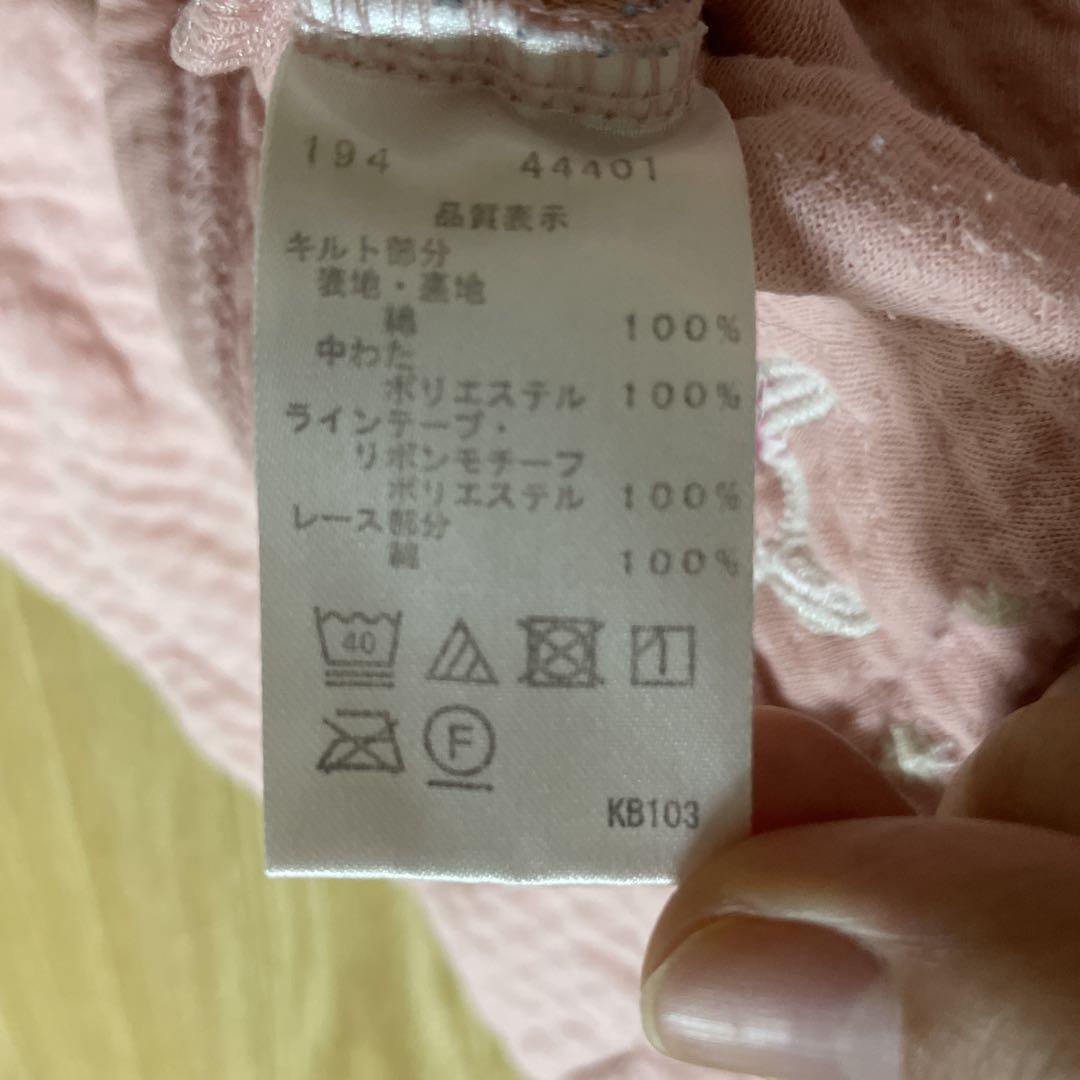 194 44401
品質表示
キルト部分
表地・裏地
綿 100%
中わた
ポリエステル 100%
ラインテープ・
リボンモチーフ
ポリエステル 100%
レース部分
綿 100%
40
F
KB103